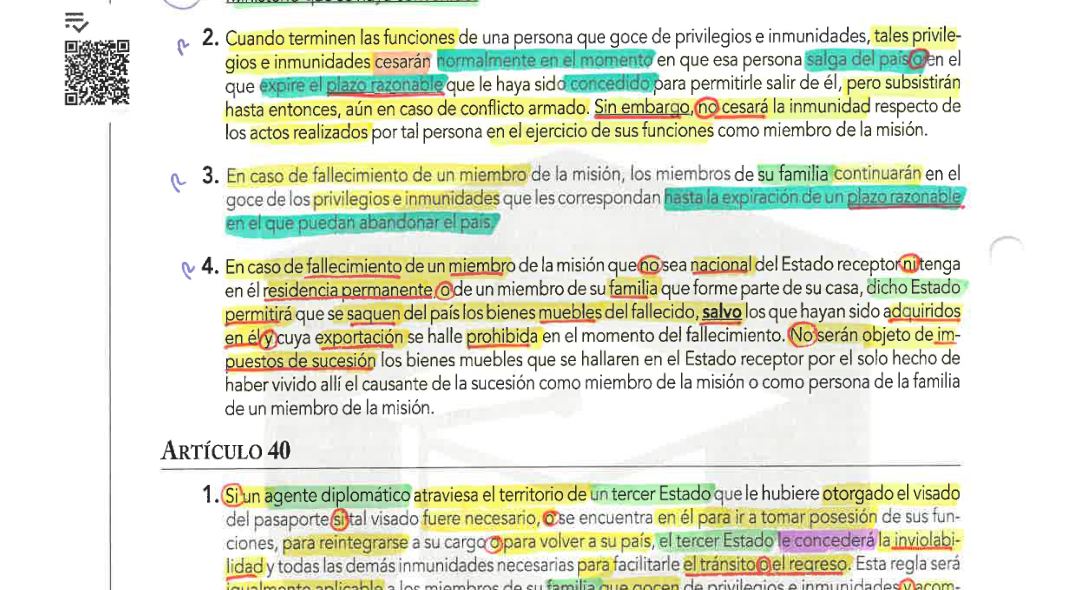 2. Cuando terminen las funciones de una persona que goce de privilegios e inmunidades, tales privile-
gios e inmunidades cesarán normalmente en el momento en que esa persona salga del país o en el
que expire el plazo razonable que le haya sido concedido para permitirle salir de él, pero subsistirán
hasta entonces, aún en caso de conflicto armado. Sin embargo, no cesará la inmunidad respecto de
los actos realizados por tal persona en el ejercicio de sus funciones como miembro de la misión.
3. En caso de fallecimiento de un miembro de la misión, los miembros de su familia continuarán en el
goce de los privilegios e inmunidades que les correspondan hasta la expiración de un plazo razonable
en el que puedan abandonar el país.
4. En caso de fallecimiento de un miembro de la misión que no sea nacional del Estado receptor ni tenga
en él residencia permanente o de un miembro de su familia que forme parte de su casa, dicho Estado
permitirá que se saquen del país los bienes muebles del fallecido, salvo los que hayan sido adquiridos
en él y cuya exportación se halle prohibida en el momento del fallecimiento. No serán objeto de im-
puestos de sucesión los bienes muebles que se hallaren en el Estado receptor por el solo hecho de
haber vivido allí el causante de la sucesión como miembro de la misión o como persona de la familia
de un miembro de la misión.
ARTÍCULO 40
1. Si un agente diplomático atraviesa el territorio de un tercer Estado que le hubiere otorgado el visado
del pasaporte si tal visado fuere necesario, o se encuentra en él para ir a tomar posesión de sus fun-
ciones, para reintegrarse a su cargo o para volver a su país, el tercer Estado le concederá la inviolabi-
lidad y todas las demás inmunidades necesarias para facilitarle el tránsito o el regreso. Esta regla será
igualmente aplicable a los miembros de su familia que gocen de privilegios e inmunidades y acom-